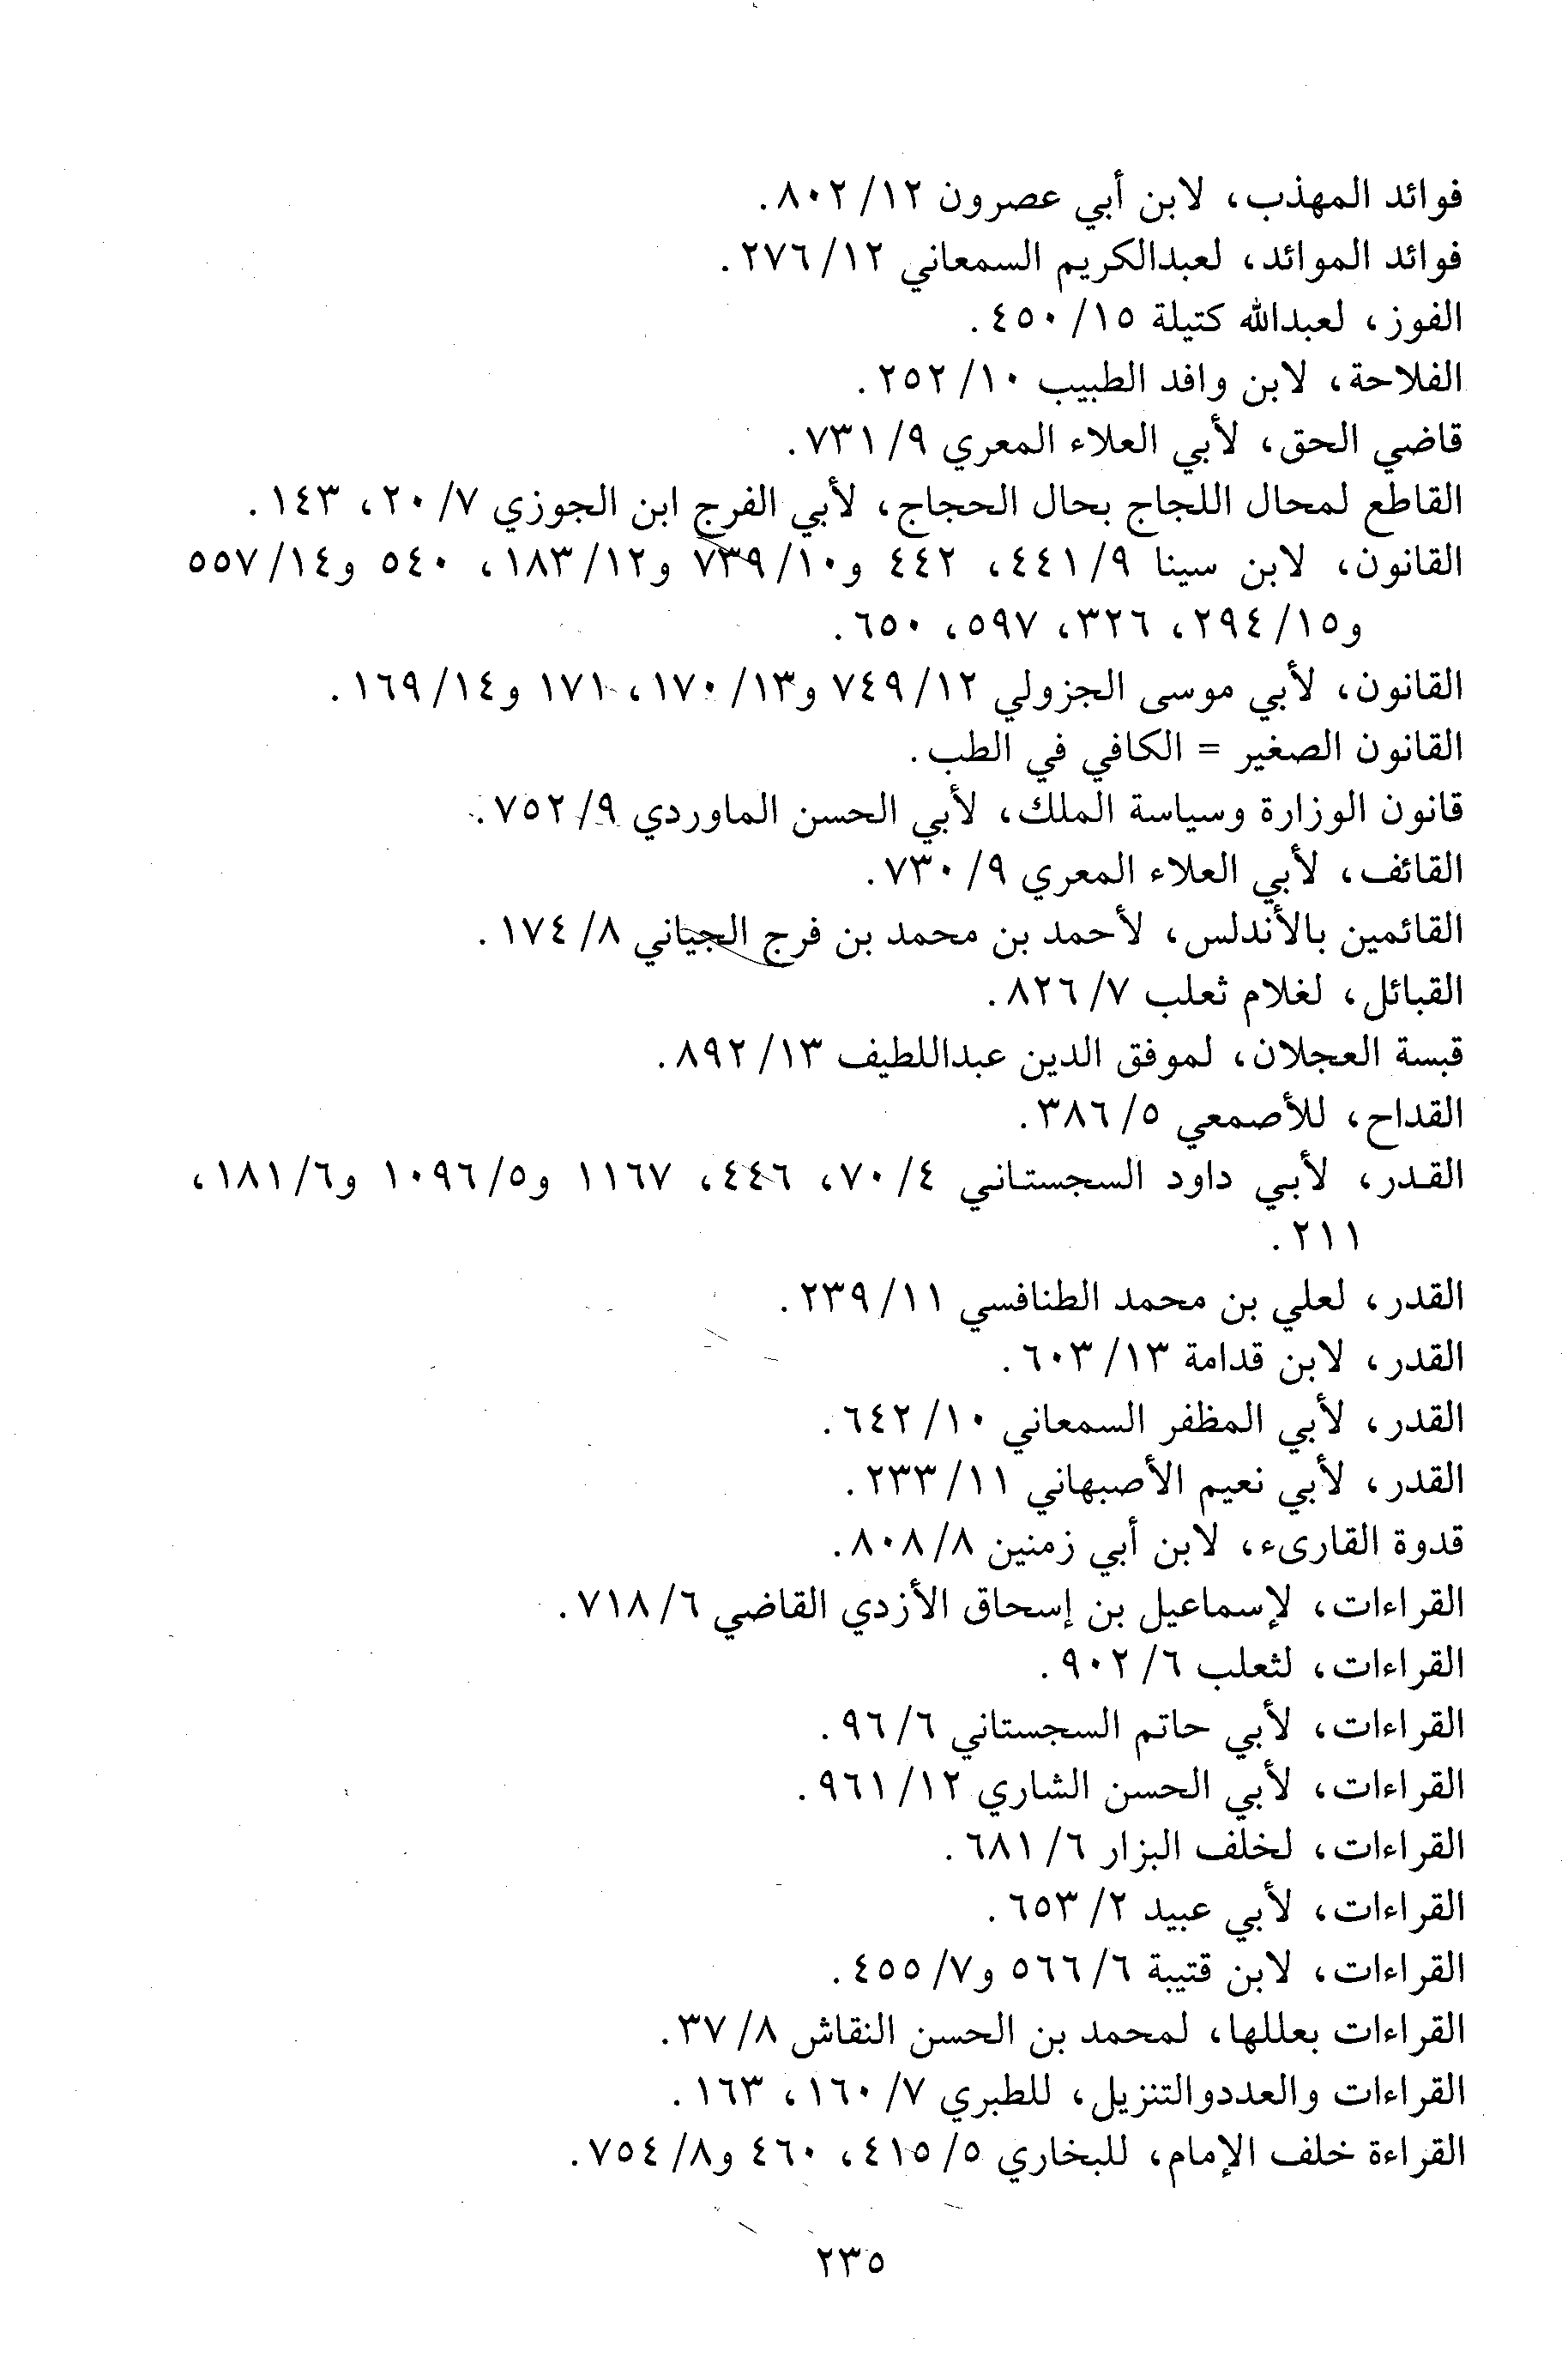 فوائد المهذب، لابن أبي عصرون ١٢/ ٨٠٢.
فوائد الموائد، لعبدالكريم السمعاني ١٢/ ٢٧٦.
الفوز، لعبدالله كتيلة ١٥/ ٤٥٠.
الفلاحة، لابن وافد الطبيب ١٠/ ٢٥٢.
قاضي الحق، لأبي العلاء المعري ٩/ ٧٣١.
القاطع لمحال اللجاج بحال الحجاج، لأبي الفرج ابن الجوزي ٧/ ٢٠، ١٤٣.
القانون، لابن سينا ٩/ ٤٤١، ٤٤٢ و١٠/ ٧٣٩ و١٢/ ١٨٣، ٥٤٠ و١٤/ ٥٥٧
و١٥/ ٢٩٤، ٣٢٦، ٥٩٧، ٦٥٠.
القانون، لأبي موسى الجزولي ١٢/ ٧٤٩ و١٣/ ١٧٠، ١٧١ و١٤/ ١٦٩.
القانون الصغير = الكافي في الطب.
قانون الوزارة وسياسة الملك، لأبي الحسن الماوردي ٩/ ٧٥٢.
القائف، لأبي العلاء المعري ٩/ ٧٣٠.
القائمين بالأندلس، لأحمد بن محمد بن فرج الجياني ٨/ ١٧٤.
القبائل، لغلام ثعلب ٧/ ٨٢٦.
قبسة العجلان، لموفق الدين عبداللطيف ١٣/ ٨٩٢.
القداح، للأصمعي ٥/ ٣٨٦.
القدر، لأبي داود السجستاني ٤/ ٧٠، ٤٤٦، ١١٦٧ و٥/ ١٠٩٦ و٦/ ١٨١،
٢١١.
القدر، لعلي بن محمد الطنافسي ١١/ ٢٣٩.
القدر، لابن قدامة ١٣/ ٦٠٣.
القدر، لأبي المظفر السمعاني ١٠/ ٦٤٢.
القدر، لأبي نعيم الأصبهاني ١١/ ٢٣٣.
قدوة القارىء، لابن أبي زمنين ٨/ ٨٠٨.
القراءات، لإسماعيل بن إسحاق الأزدي القاضي ٦/ ٧١٨.
القراءات، لثعلب ٦/ ٩٠٢.
القراءات، لأبي حاتم السجستاني ٦/ ٩٦.
القراءات، لأبي الحسن الشاري ١٢/ ٩٦١.
القراءات، لخلف البزار ٦/ ٦٨١.
القراءات، لأبي عبيد ٢/ ٦٥٣.
القراءات، لابن قتيبة ٦/ ٥٦٦ و٧/ ٤٥٥.
القراءات بعللها، لمحمد بن الحسن النقاش ٨/ ٣٧.
القراءات والعددوالتنزيل، للطبري ٧/ ١٦٠، ١٦٣.
القراءة خلف الإمام، للبخاري ٥/ ٤١٥، ٤٦٠ و٨/ ٧٥٤.
٢٣٥